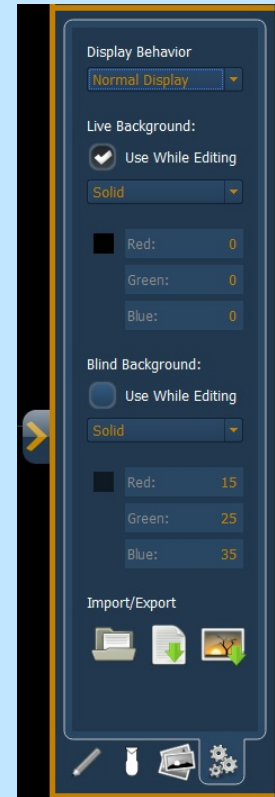 Display Behavior
Normal Display
Live Background:
Use While Editing
Solid
Red: 0
Green: 0
Blue: 0
Blind Background:
Use While Editing
Solid
Red: 15
Green: 25
Blue: 35
Import/Export